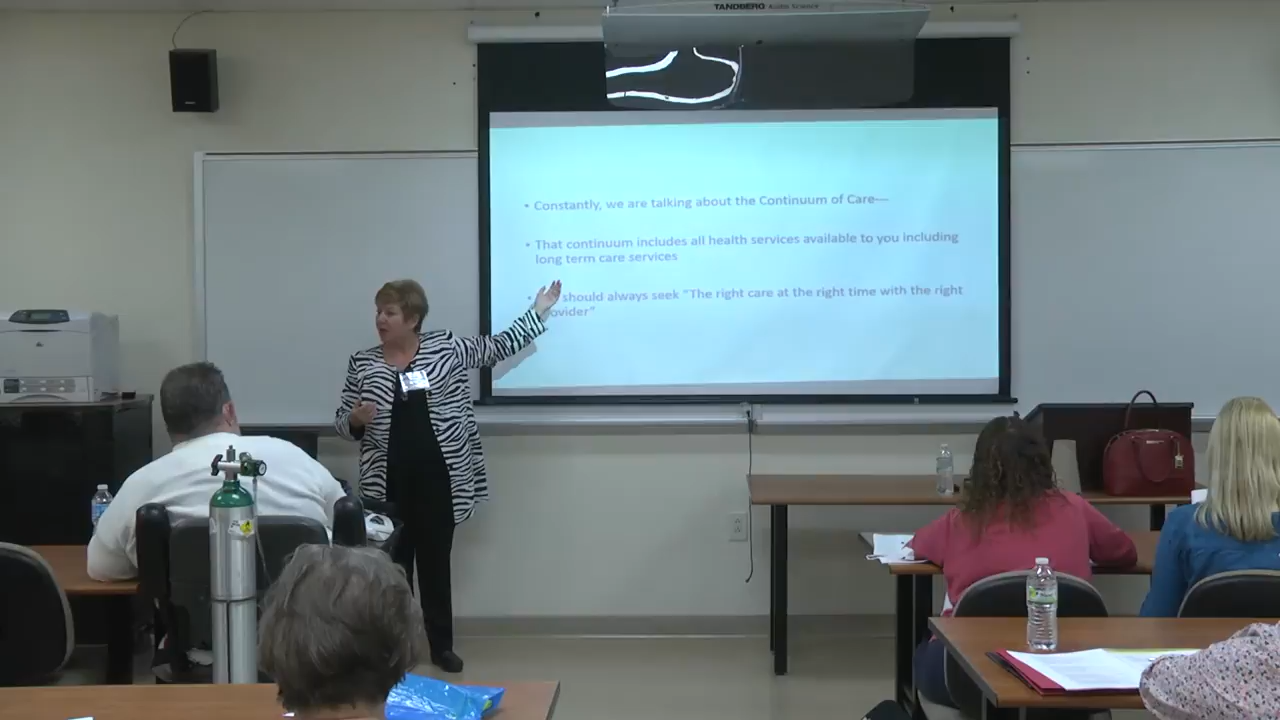 TANDBERG
• Constantly, we are talking about the Continuum of Care---
• That continuum includes all health services available to you including
long term care services
• should always seek "The right care at the right time with the right
ovider"